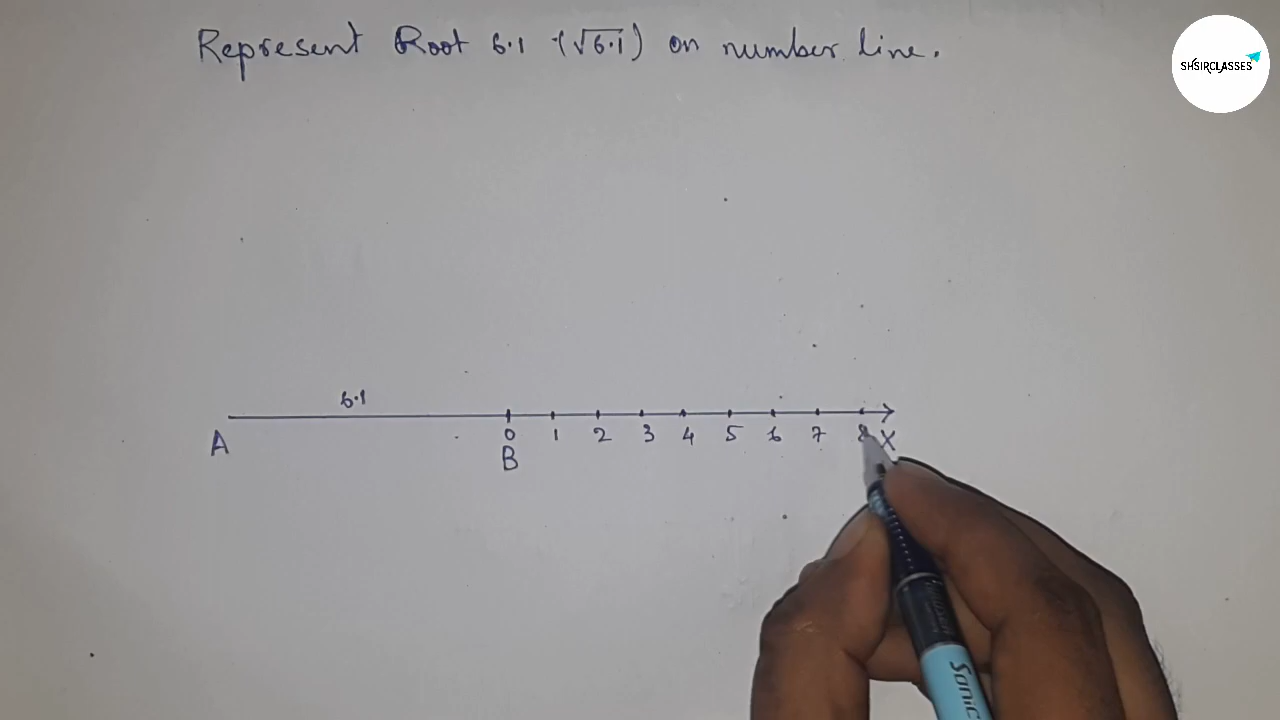 Represent Root 6.1 (√6.1) on number line.
SHSIRCLASSES
6.1
0 1 2 3 4 5 6 7 8 X
A
B
Sonic